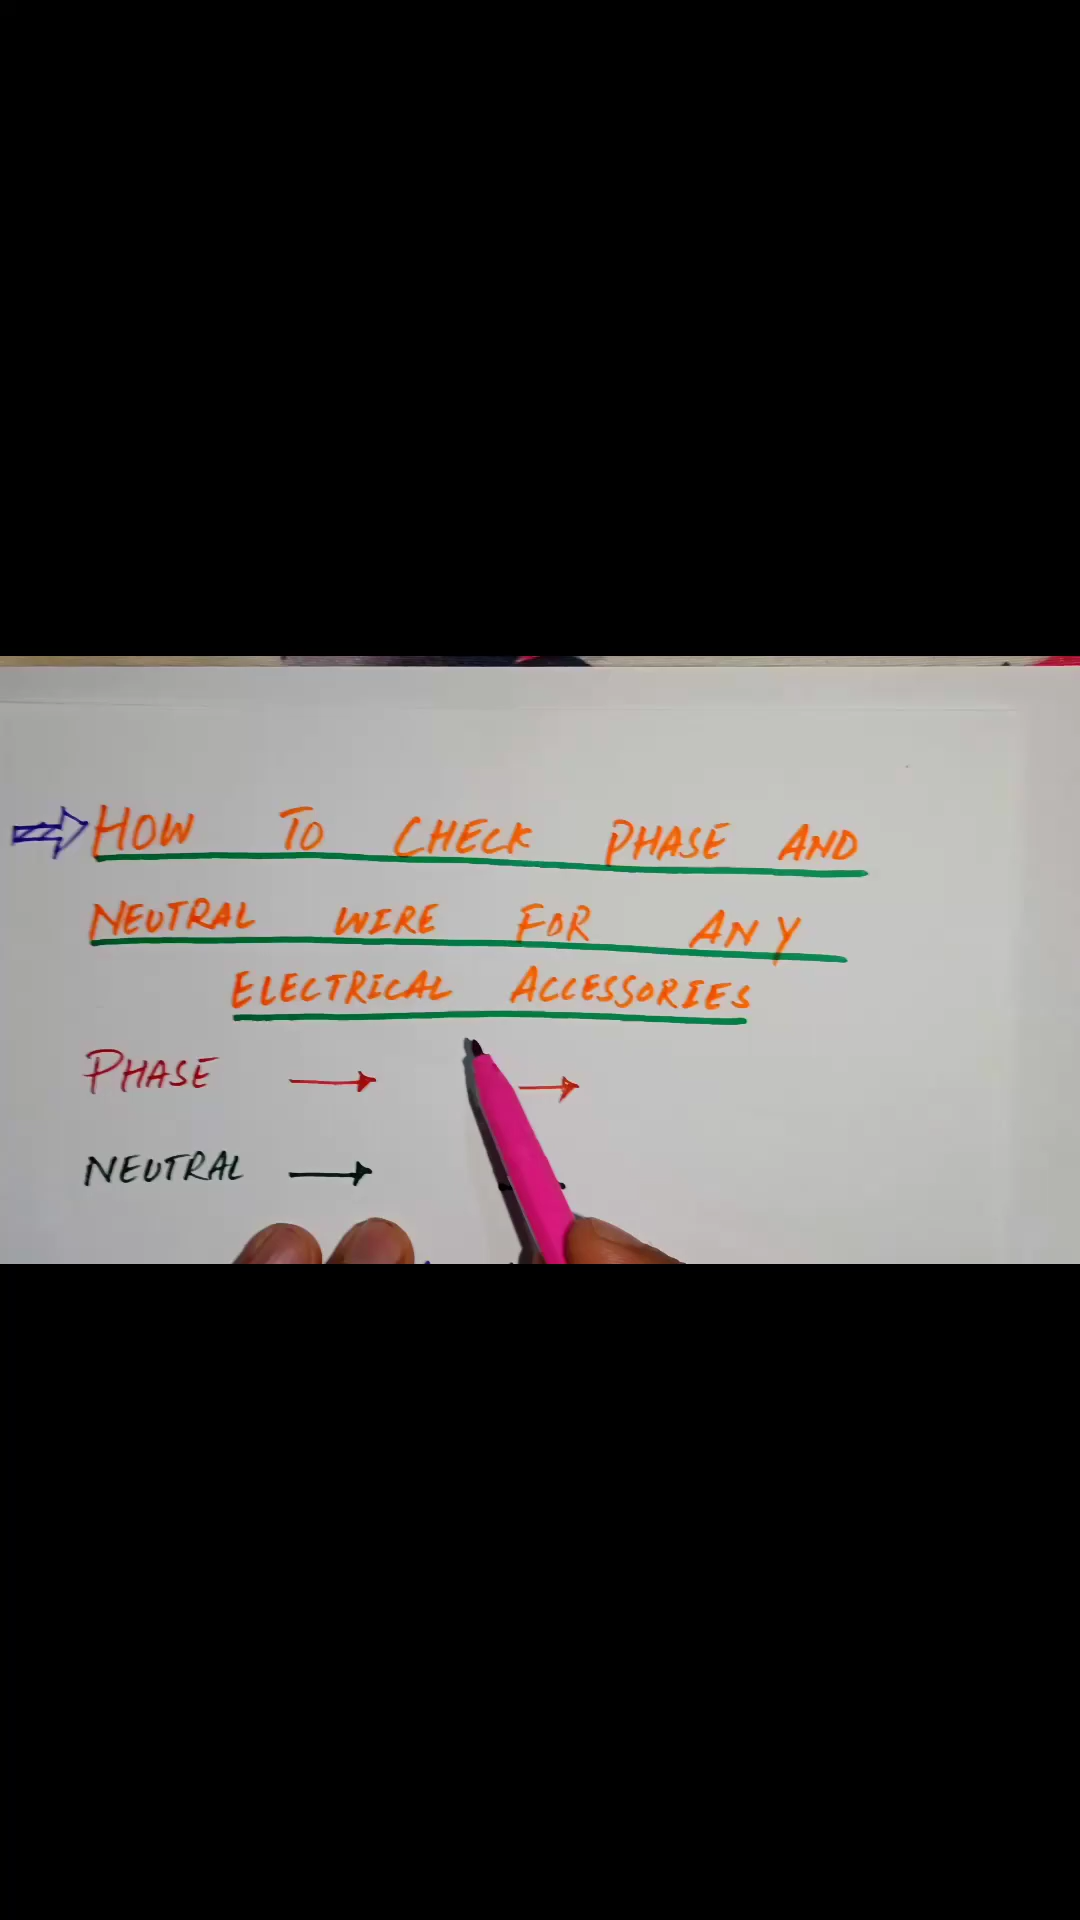 HOW TO CHECK PHASE AND
NEUTRAL WIRE FOR ANY
ELECTRICAL ACCESSORIES
PHASE
NEUTRAL